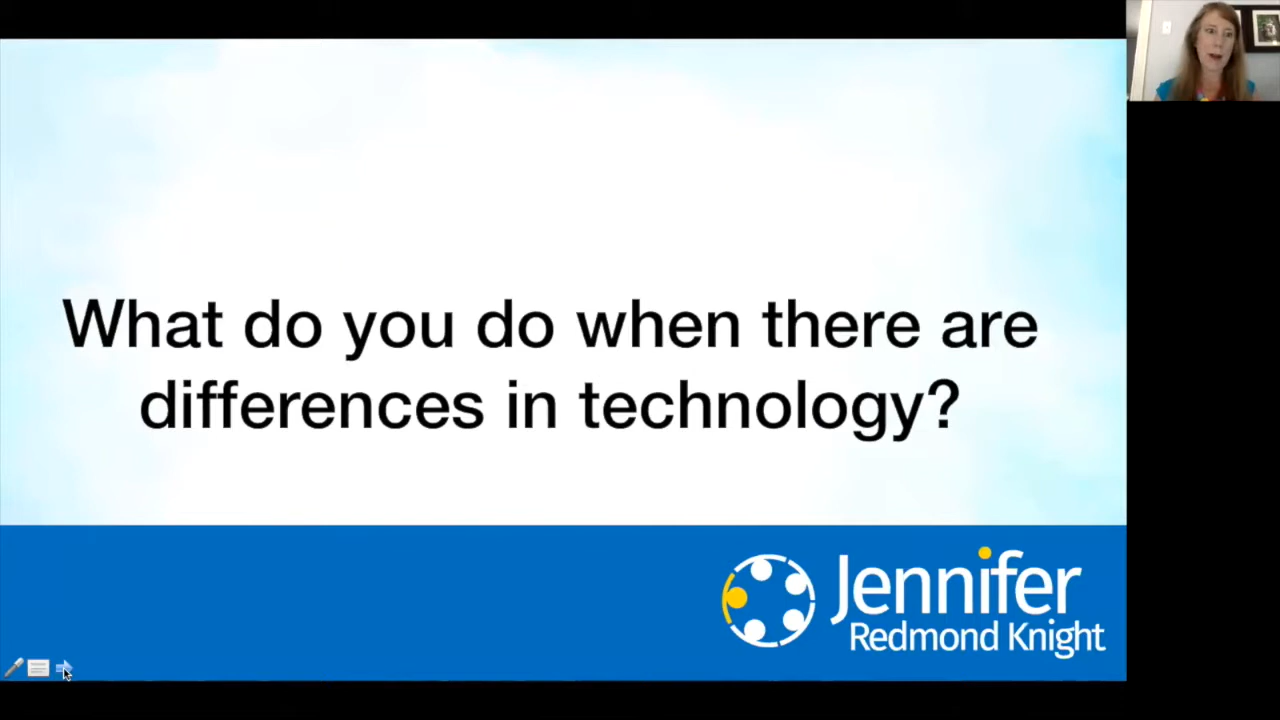 What do you do when there are
differences in technology?
Jennifer
Redmond Knight